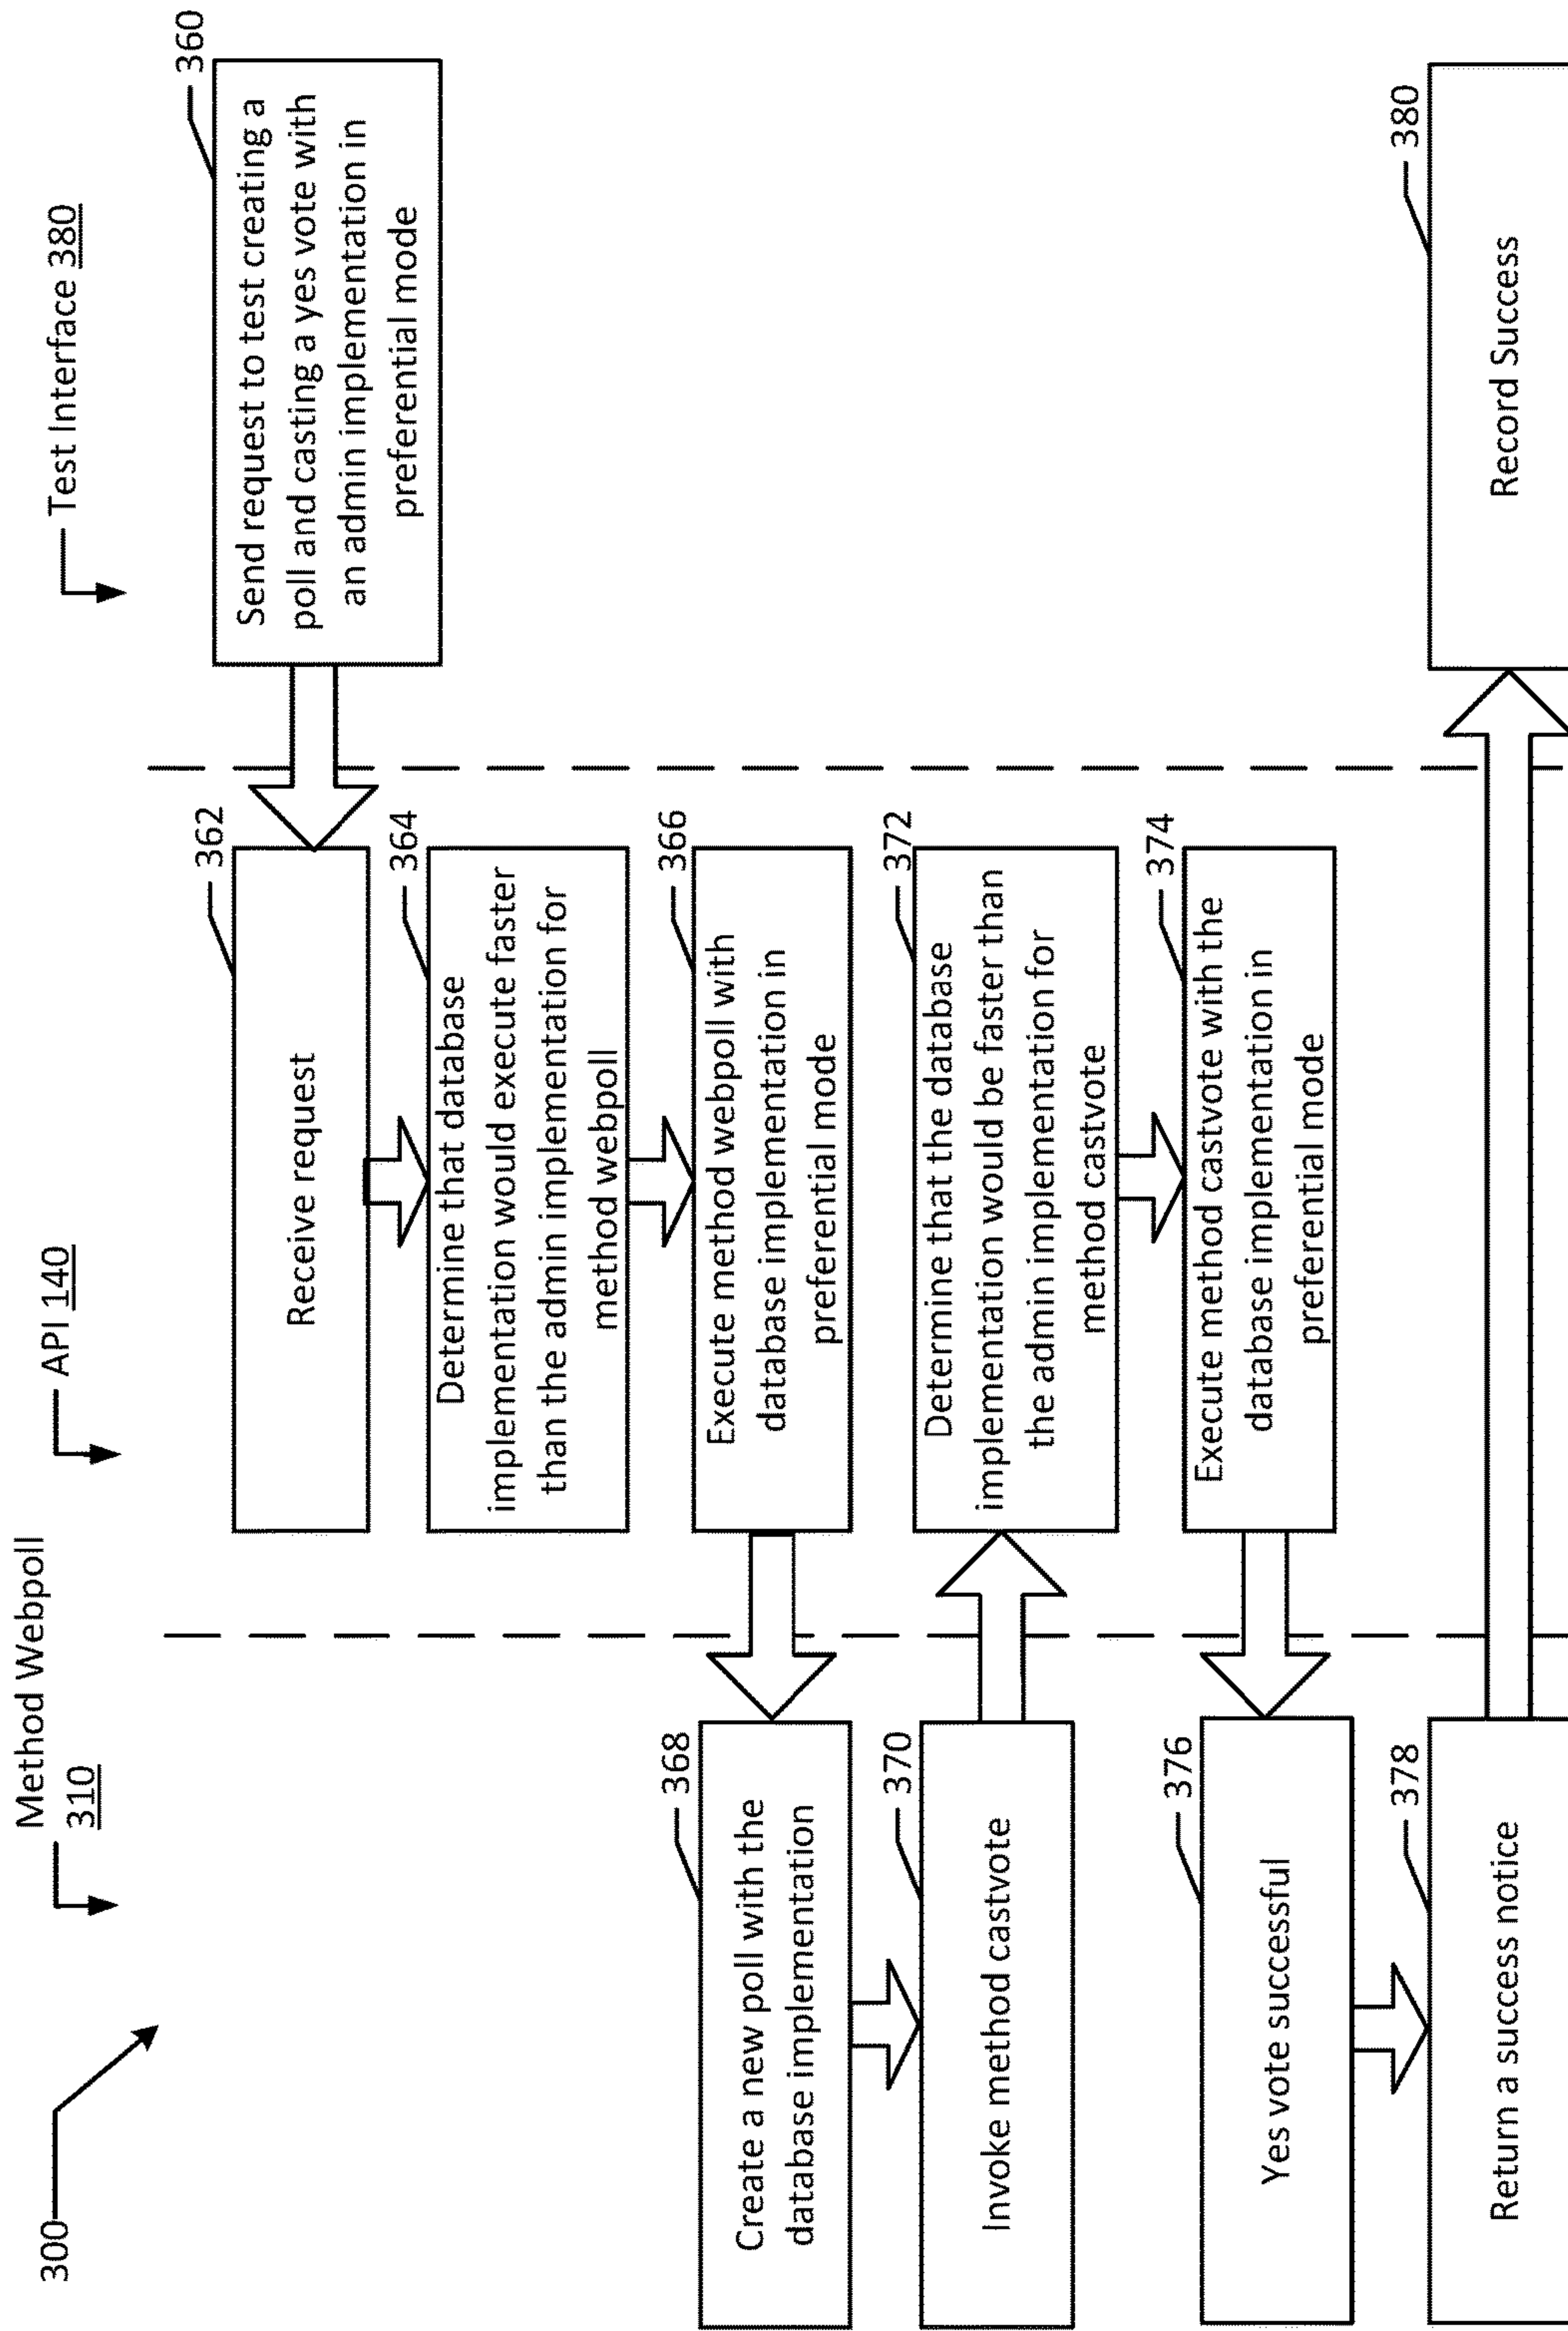 300
Method Webpoll
310
API 140
Test Interface 380
360
Send request to test creating a
poll and casting a yes vote with
an admin implementation in
preferential mode
362
Receive request
364
Determine that database
implementation would execute faster
than the admin implementation for
method webpoll
366
Execute method webpoll with
database implementation in
preferential mode
368
Create a new poll with the
database implementation
370
Invoke method castvote
372
Determine that the database
implementation would be faster than
the admin implementation for
method castvote
374
Execute method castvote with the
database implementation in
preferential mode
376
Yes vote successful
378
Return a success notice
380
Record Success